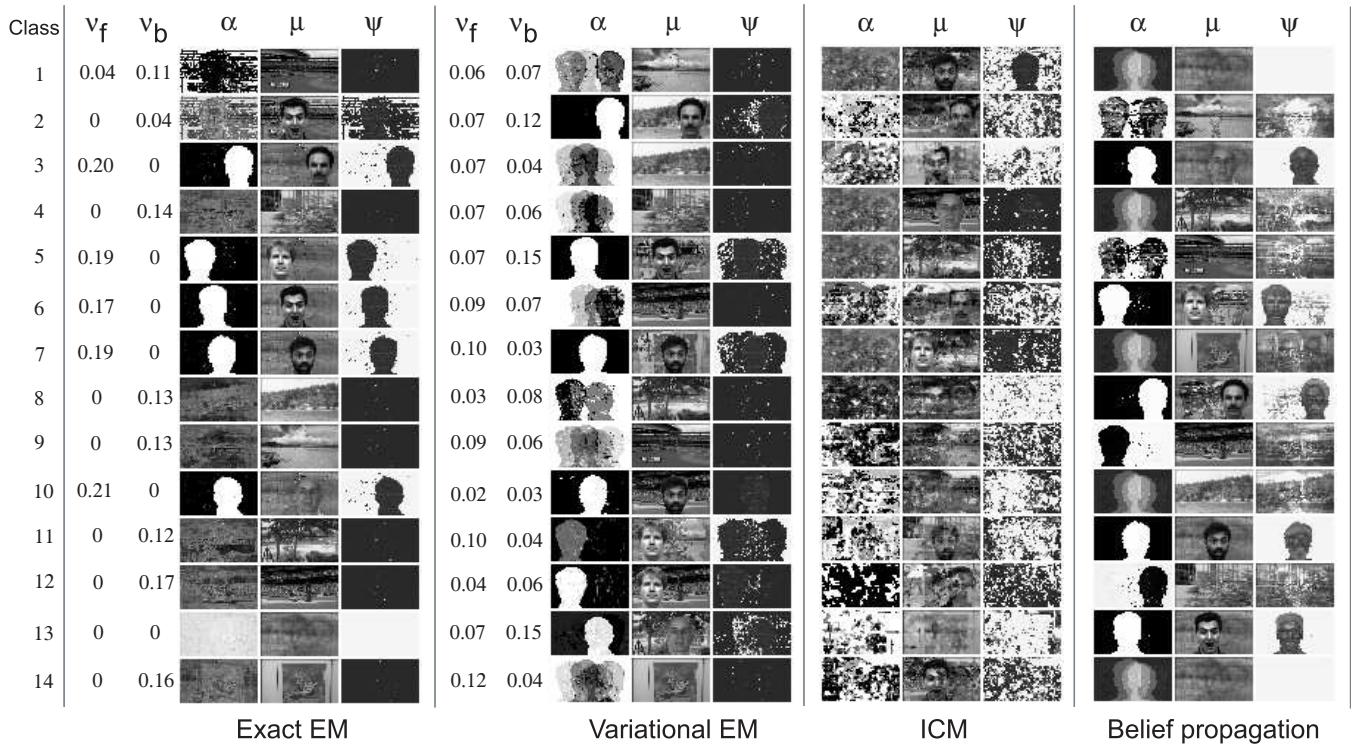 Class ν_f ν_b α μ ψ ν_f ν_b α μ ψ α μ ψ α μ ψ
1 0.04 0.11 0.06 0.07
2 0 0.04 0.07 0.12
3 0.20 0 0.07 0.04
4 0 0.14 0.07 0.06
5 0.19 0 0.07 0.15
6 0.17 0 0.09 0.07
7 0.19 0 0.10 0.03
8 0 0.13 0.03 0.08
9 0 0.13 0.09 0.06
10 0.21 0 0.02 0.03
11 0 0.12 0.10 0.04
12 0 0.17 0.04 0.06
13 0 0 0.07 0.15
14 0 0.16 0.12 0.04
Exact EM Variational EM ICM Belief propagation